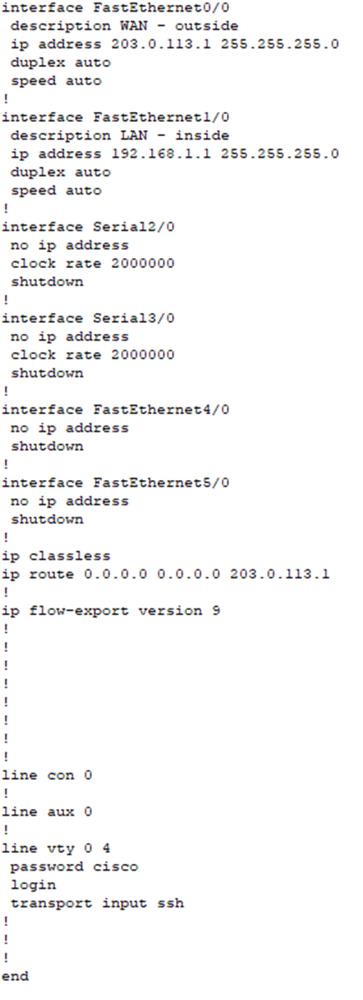 interface FastEthernet0/0
 description WAN - outside
 ip address 203.0.113.1 255.255.255.0
 duplex auto
 speed auto
!
interface FastEthernet1/0
 description LAN - inside
 ip address 192.168.1.1 255.255.255.0
 duplex auto
 speed auto
!
interface Serial2/0
 no ip address
 clock rate 2000000
 shutdown
!
interface Serial3/0
 no ip address
 clock rate 2000000
 shutdown
!
interface FastEthernet4/0
 no ip address
 shutdown
!
interface FastEthernet5/0
 no ip address
 shutdown
!
ip classless
ip route 0.0.0.0 0.0.0.0 203.0.113.1
!
ip flow-export version 9
!
!
!
!
!
!
!
!
line con 0
!
line aux 0
!
line vty 0 4
 password cisco
 login
 transport input ssh
!
!
!
end